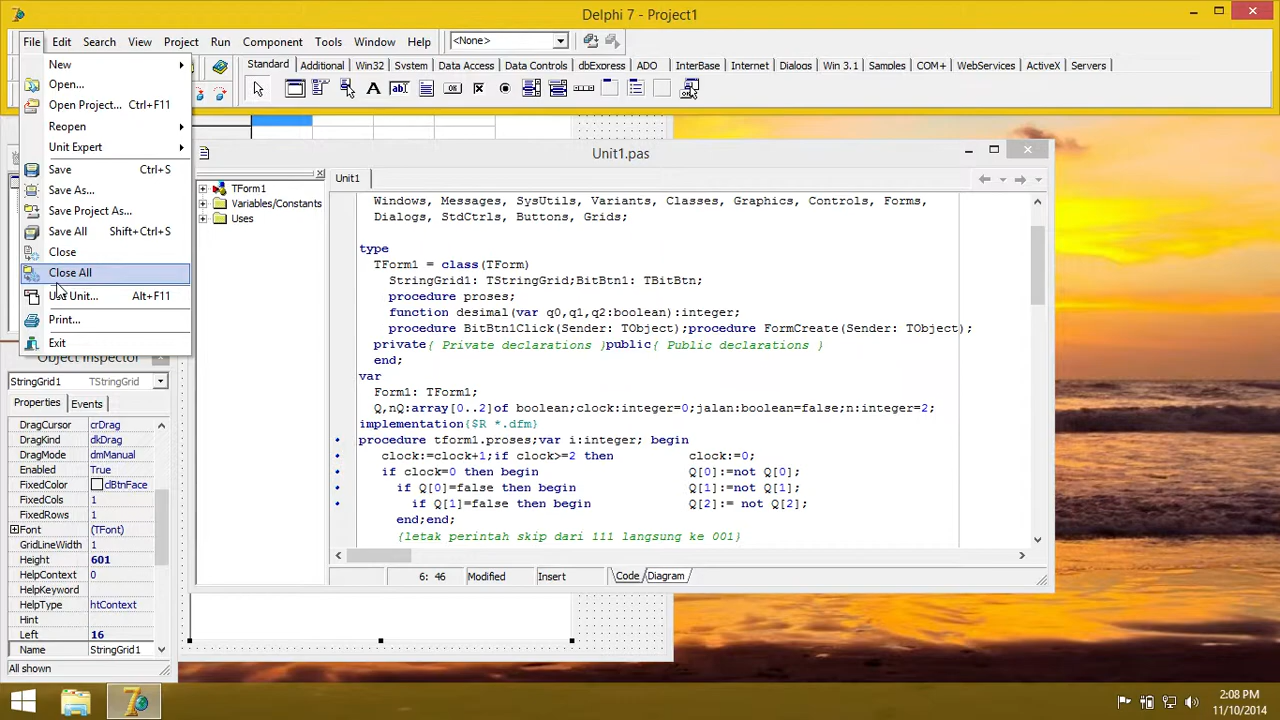 Delphi 7 - Project1
File Edit Search View Project Run Component Tools Window Help <None>
Standard Additional Win32 System Data Access Data Controls dbExpress ADO InterBase Internet Dialogs Win 3.1 Samples COM+ WebServices ActiveX Servers
New
Open...
Open Project... Ctrl+F11
Reopen
Unit Expert
Save Ctrl+S
Save As...
Save Project As...
Save All Shift+Ctrl+S
Close
Close All
Use Unit... Alt+F11
Print...
Exit
Unit1.pas
TForm1
Variables/Constants
Uses
Unit1
Windows, Messages, SysUtils, Variants, Classes, Graphics, Controls, Forms,
Dialogs, StdCtrls, Buttons, Grids;
type
TForm1 = class(TForm)
StringGrid1: TStringGrid;BitBtn1: TBitBtn;
procedure proses;
function desimal(var q0,q1,q2:boolean):integer;
procedure BitBtn1Click(Sender: TObject);procedure FormCreate(Sender: TObject);
private{ Private declarations }public{ Public declarations }
end;
var
Form1: TForm1;
Q,nQ:array[0..2]of boolean;clock:integer=0;jalan:boolean=false;n:integer=2;
implementation{$R *.dfm}
procedure tform1.proses;var i:integer; begin
clock:=clock+1;if clock>=2 then clock:=0;
if clock=0 then begin Q[0]:=not Q[0];
if Q[0]=false then begin Q[1]:=not Q[1];
if Q[1]=false then begin Q[2]:= not Q[2];
end;end;
{letak perintah skip dari 111 langsung ke 001}
6: 46 Modified Insert Code Diagram
Object Inspector
StringGrid1 TStringGrid
Properties Events
DragCursor crDrag
DragKind dkDrag
DragMode dmManual
Enabled True
FixedColor clBtnFace
FixedCols 1
FixedRows 1
Font (TFont)
GridLineWidth 1
Height 601
HelpContext 0
HelpKeyword
HelpType htContext
Hint
Left 16
Name StringGrid1
All shown
2:08 PM
11/10/2014